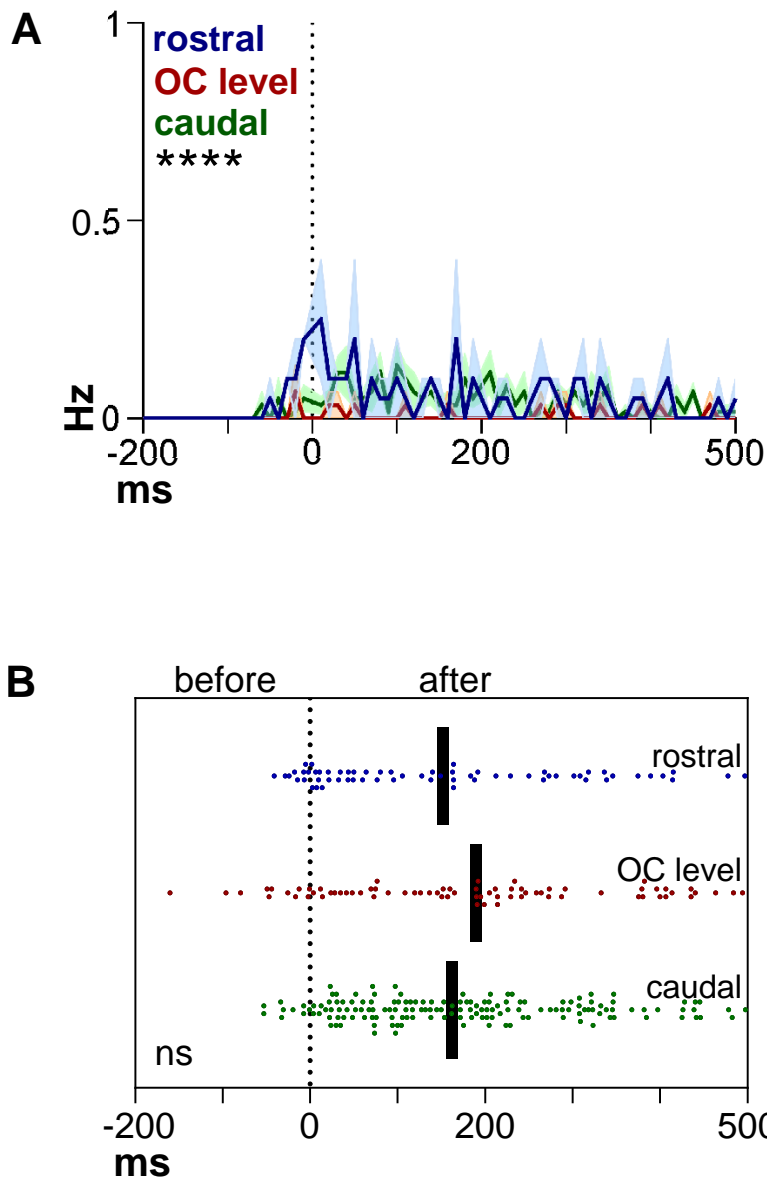 A
1
rostral
OC level
caudal
****
0.5
Hz
0
-200 0 200 500
ms
B
before after
rostral
OC level
caudal
ns
-200 0 200 500
ms